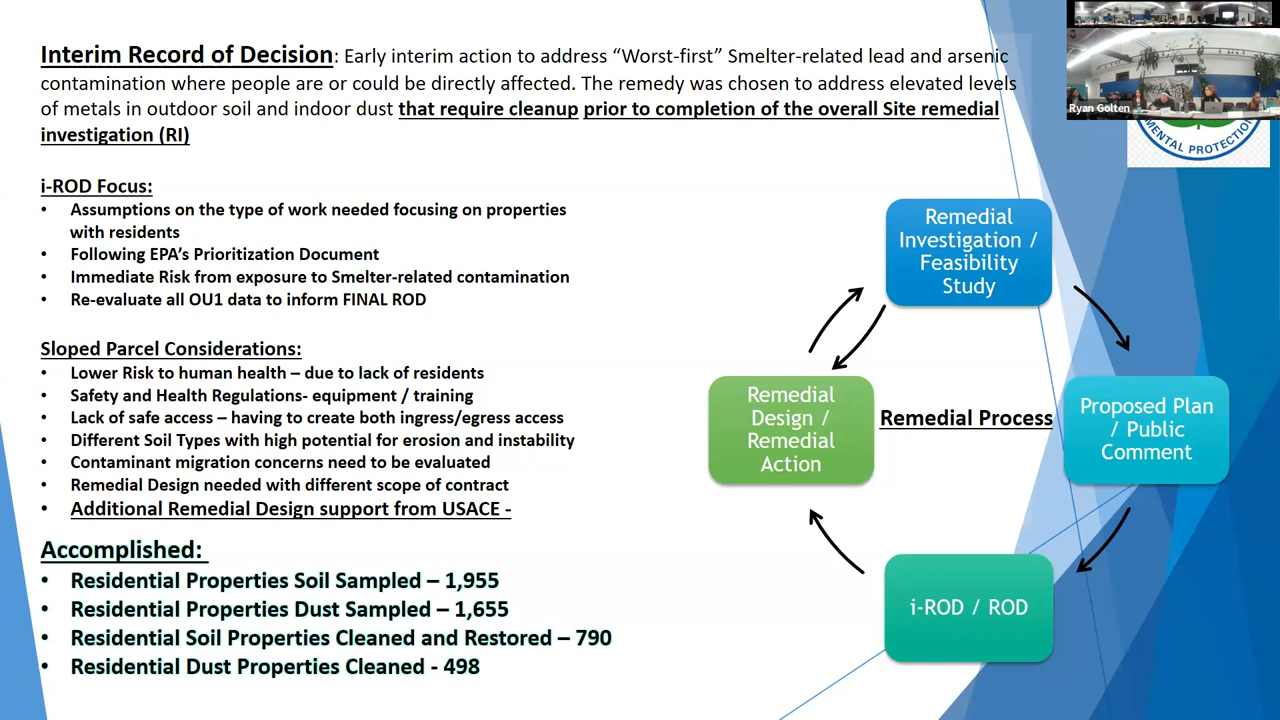 Interim Record of Decision: Early interim action to address “Worst-first” Smelter-related lead and arsenic
contamination where people are or could be directly affected. The remedy was chosen to address elevated levels
of metals in outdoor soil and indoor dust that require cleanup prior to completion of the overall Site remedial
investigation (RI)
i-ROD Focus:
• Assumptions on the type of work needed focusing on properties
with residents
• Following EPA's Prioritization Document
• Immediate Risk from exposure to Smelter-related contamination
• Re-evaluate all OU1 data to inform FINAL ROD
Sloped Parcel Considerations:
• Lower Risk to human health – due to lack of residents
• Safety and Health Regulations- equipment / training
• Lack of safe access – having to create both ingress/egress access
• Different Soil Types with high potential for erosion and instability
• Contaminant migration concerns need to be evaluated
• Remedial Design needed with different scope of contract
• Additional Remedial Design support from USACE -
Accomplished:
• Residential Properties Soil Sampled – 1,955
• Residential Properties Dust Sampled – 1,655
• Residential Soil Properties Cleaned and Restored – 790
• Residential Dust Properties Cleaned - 498
Ryan Golten
MENTAL PROTECTI
Remedial
Investigation /
Feasibility
Study
Remedial
Design /
Remedial
Action
Remedial Process
Proposed Plan
/ Public
Comment
i-ROD / ROD